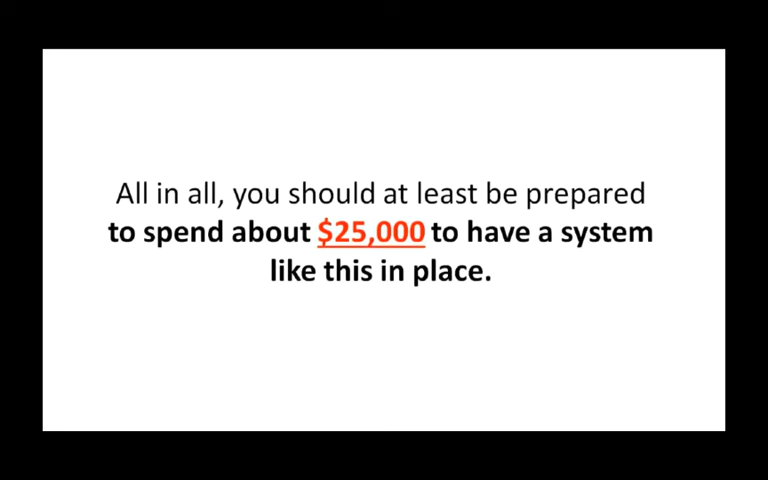 All in all, you should at least be prepared
to spend about $25,000 to have a system
like this in place.